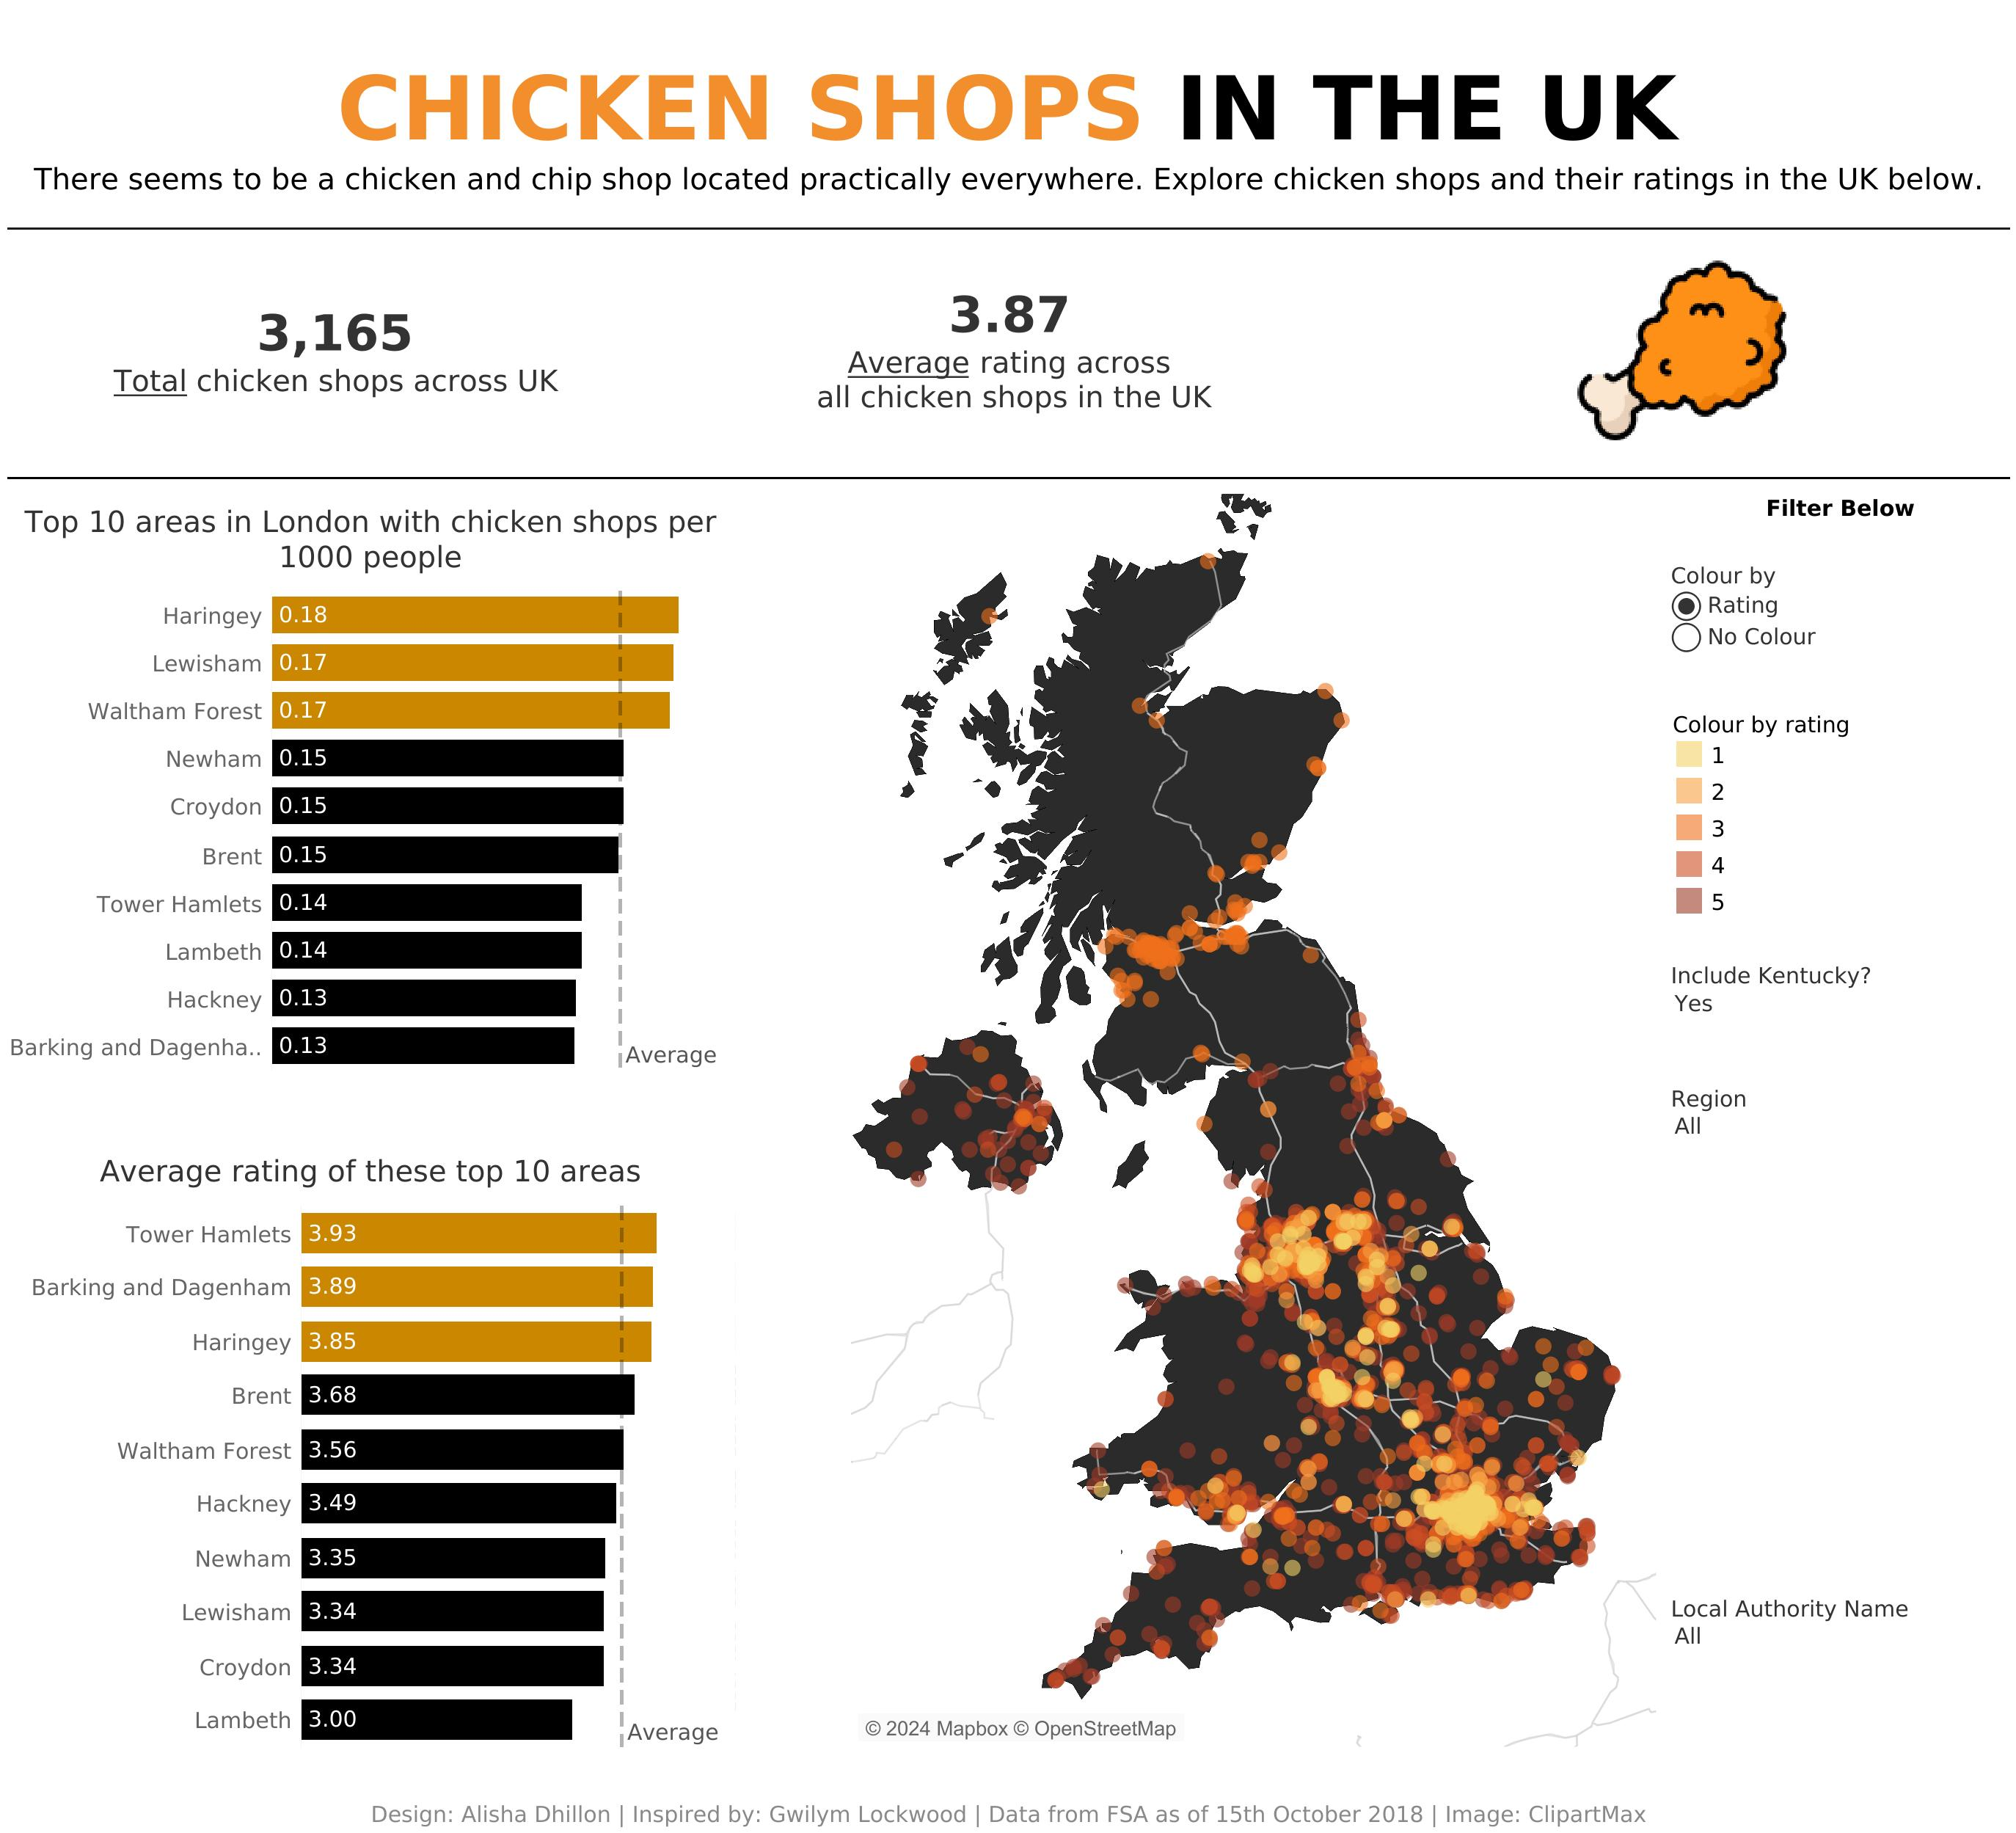 CHICKEN SHOPS IN THE UK
There seems to be a chicken and chip shop located practically everywhere. Explore chicken shops and their ratings in the UK below.
3,165
Total chicken shops across UK
3.87
Average rating across
all chicken shops in the UK
Top 10 areas in London with chicken shops per
1000 people
Haringey 0.18
Lewisham 0.17
Waltham Forest 0.17
Newham 0.15
Croydon 0.15
Brent 0.15
Tower Hamlets 0.14
Lambeth 0.14
Hackney 0.13
Barking and Dagenha.. 0.13
Average
Average rating of these top 10 areas
Tower Hamlets 3.93
Barking and Dagenham 3.89
Haringey 3.85
Brent 3.68
Waltham Forest 3.56
Hackney 3.49
Newham 3.35
Lewisham 3.34
Croydon 3.34
Lambeth 3.00
Average
© 2024 Mapbox © OpenStreetMap
Filter Below
Colour by
Rating
No Colour
Colour by rating
1
2
3
4
5
Include Kentucky?
Yes
Region
All
Local Authority Name
All
Design: Alisha Dhillon | Inspired by: Gwilym Lockwood | Data from FSA as of 15th October 2018 | Image: ClipartMax